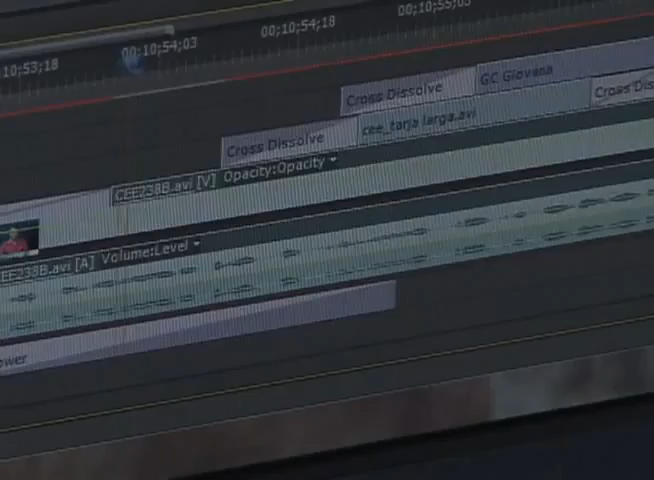 10;53;18
00;10;54;03
00;10;54;18
00;10;55;03
Cross Dissolve
GC Giovana
Cross Dissolve
cee_tarja larga.avi
Cross Dis
CEE238B.avi [V] Opacity:Opacity
EE238B.avi [A] Volume:Level
ower